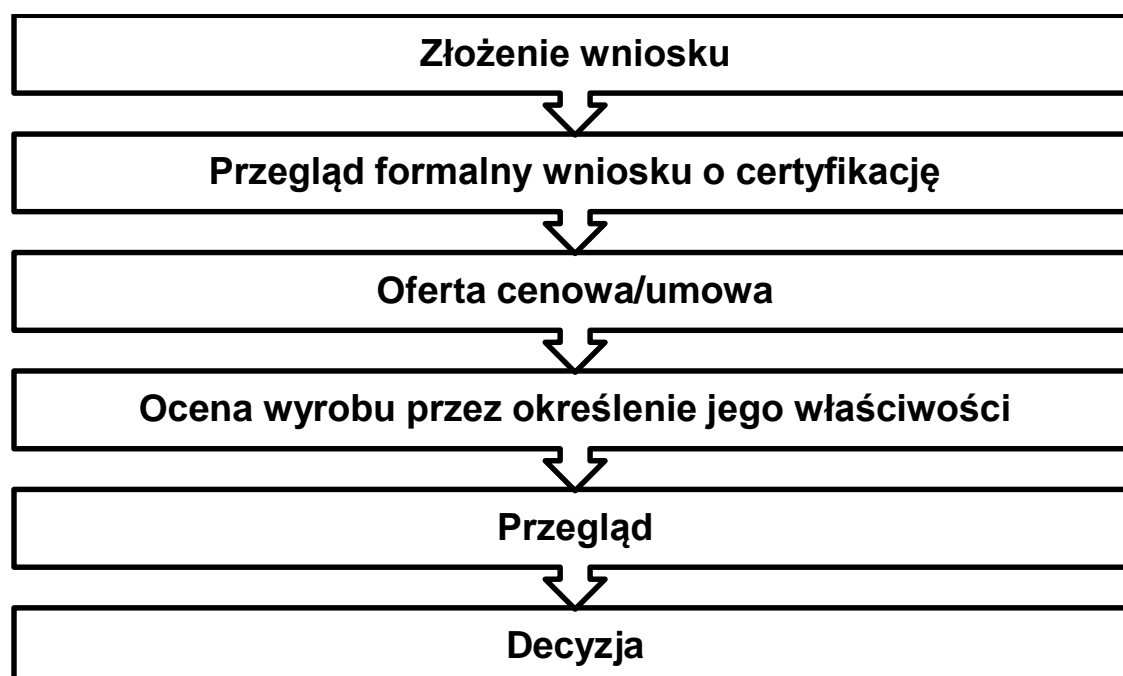 Złożenie wniosku
Przegląd formalny wniosku o certyfikację
Oferta cenowa/umowa
Ocena wyrobu przez określenie jego właściwości
Przegląd
Decyzja